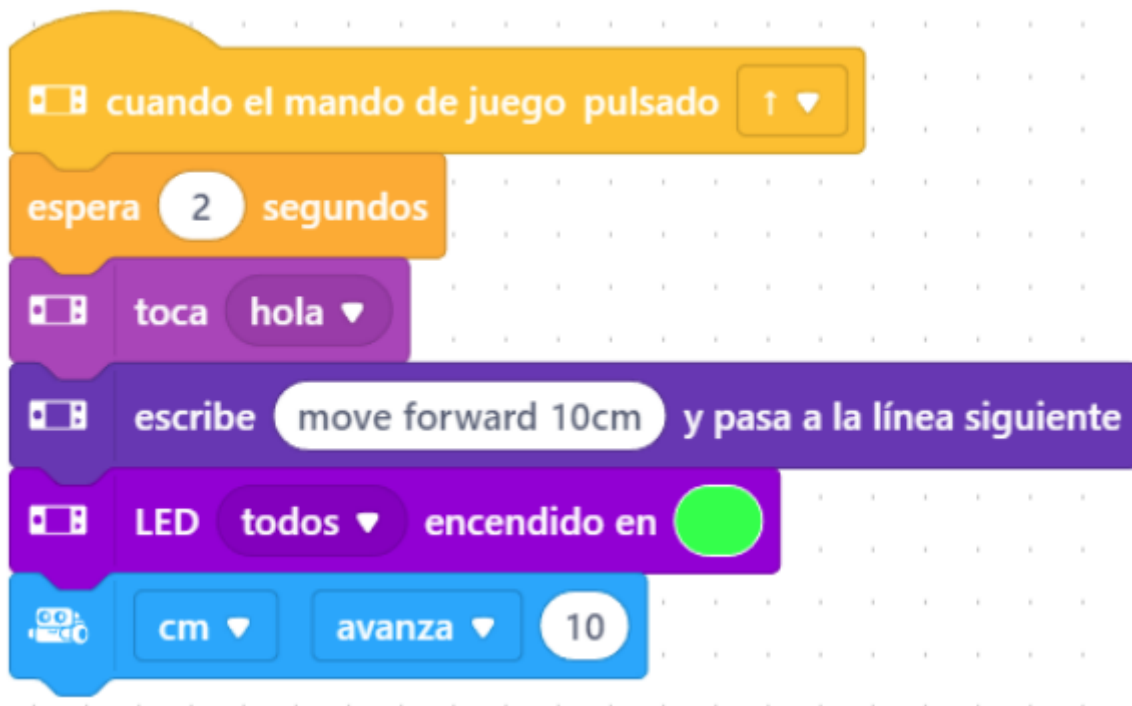 cuando el mando de juego pulsado ↑
espera 2 segundos
toca hola
escribe move forward 10cm y pasa a la línea siguiente
LED todos encendido en
cm avanza 10